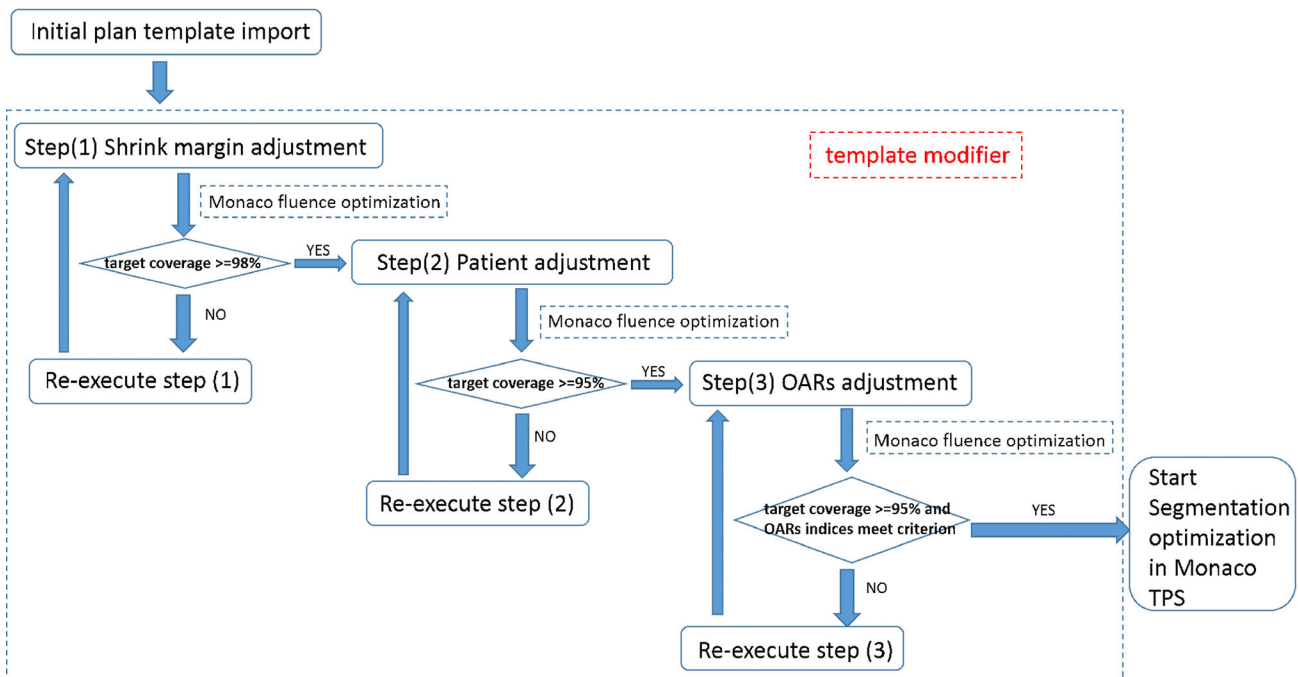 Initial plan template import
Step(1) Shrink margin adjustment
template modifier
Monaco fluence optimization
target coverage >=98%
YES
Step(2) Patient adjustment
NO
Monaco fluence optimization
Re-execute step (1)
target coverage >=95%
YES
Step(3) OARs adjustment
NO
Monaco fluence optimization
Re-execute step (2)
target coverage >=95% and
OARs indices meet criterion
YES
Start
Segmentation
optimization
in Monaco
TPS
NO
Re-execute step (3)